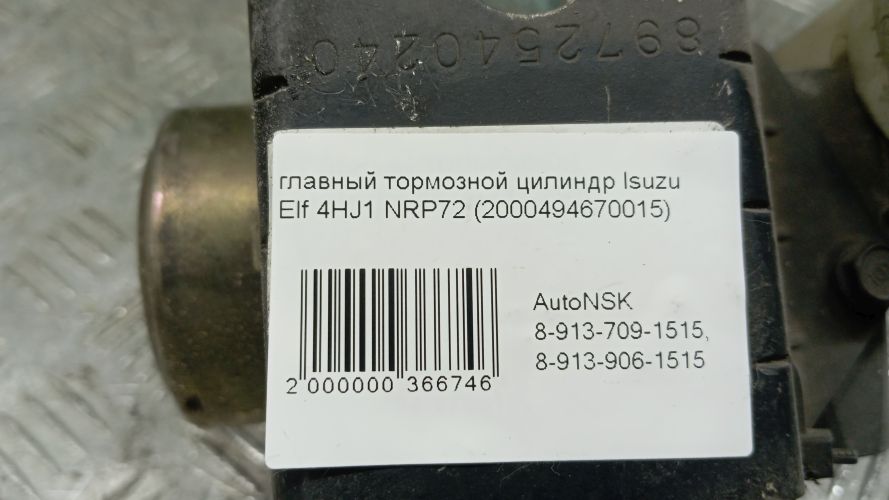 8972540240
главный тормозной цилиндр Isuzu
Elf 4HJ1 NRP72 (2000494670015)
AutoNSK
8-913-709-1515,
8-913-906-1515
2 000000 366746